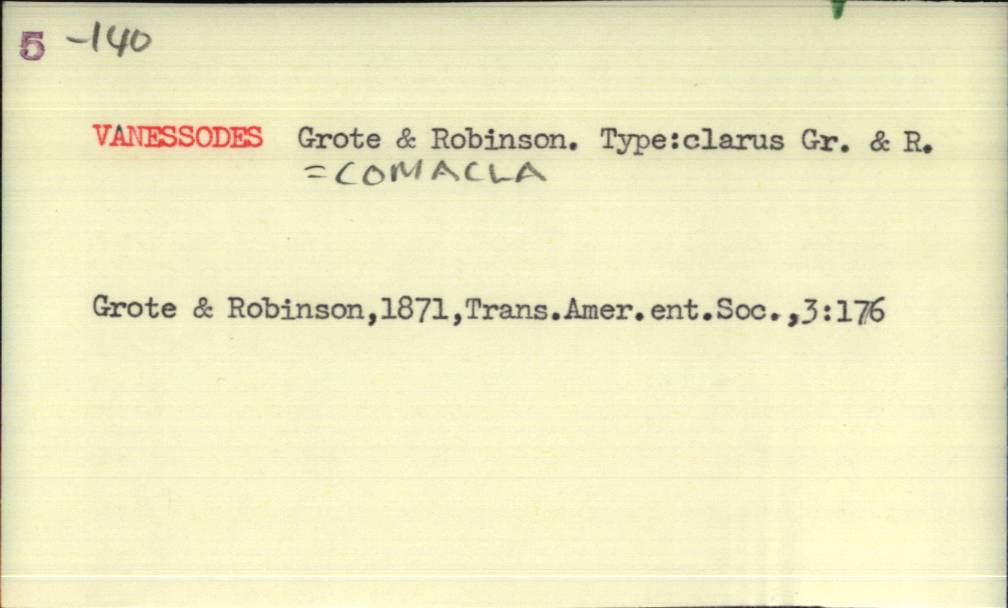 5 -140
VANESSODES Grote & Robinson. Type:clarus Gr. & R.
=COMACLA
Grote & Robinson,1871,Trans.Amer.ent.Soc.,3:176